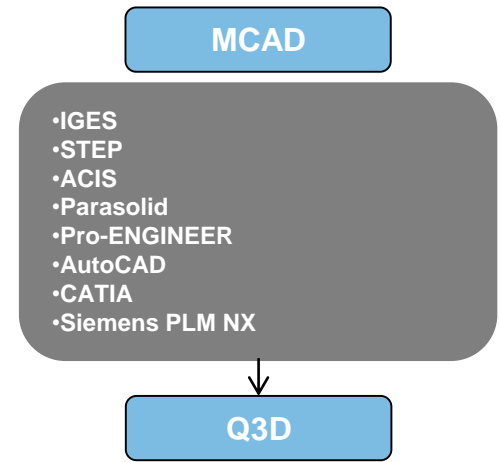 MCAD
•IGES
•STEP
•ACIS
•Parasolid
•Pro-ENGINEER
•AutoCAD
•CATIA
•Siemens PLM NX
Q3D